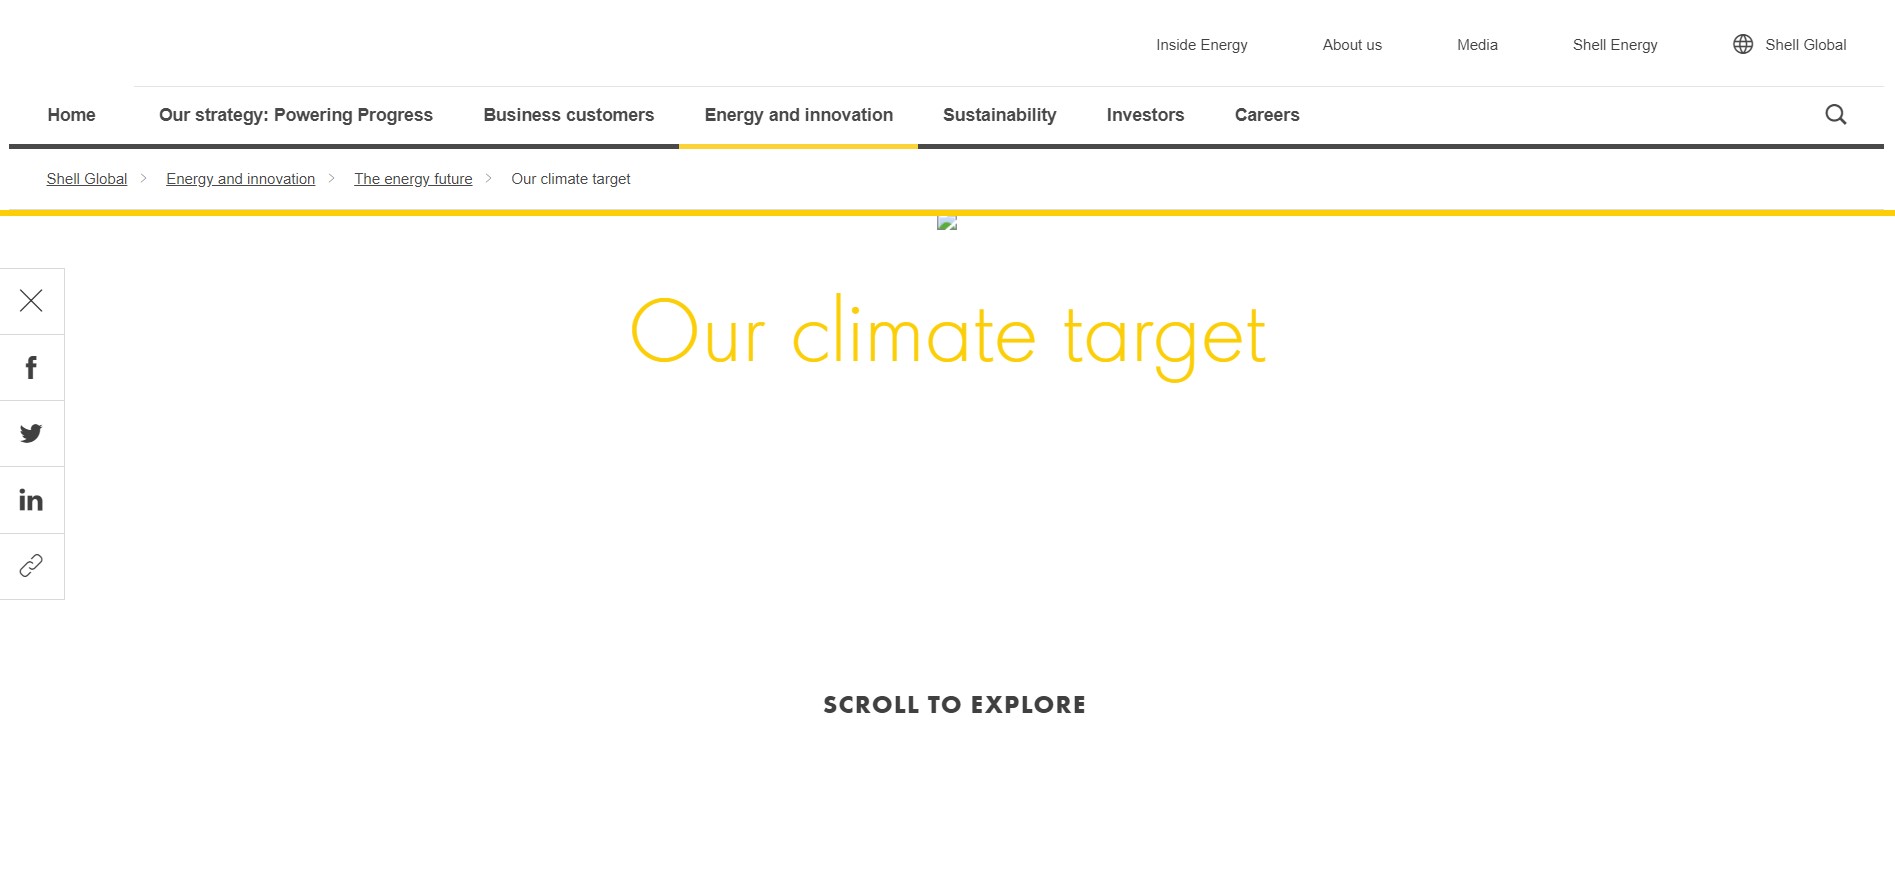 Inside Energy About us Media Shell Energy Shell Global
Home Our strategy: Powering Progress Business customers Energy and innovation Sustainability Investors Careers
Shell Global Energy and innovation The energy future Our climate target
Our climate target
SCROLL TO EXPLORE